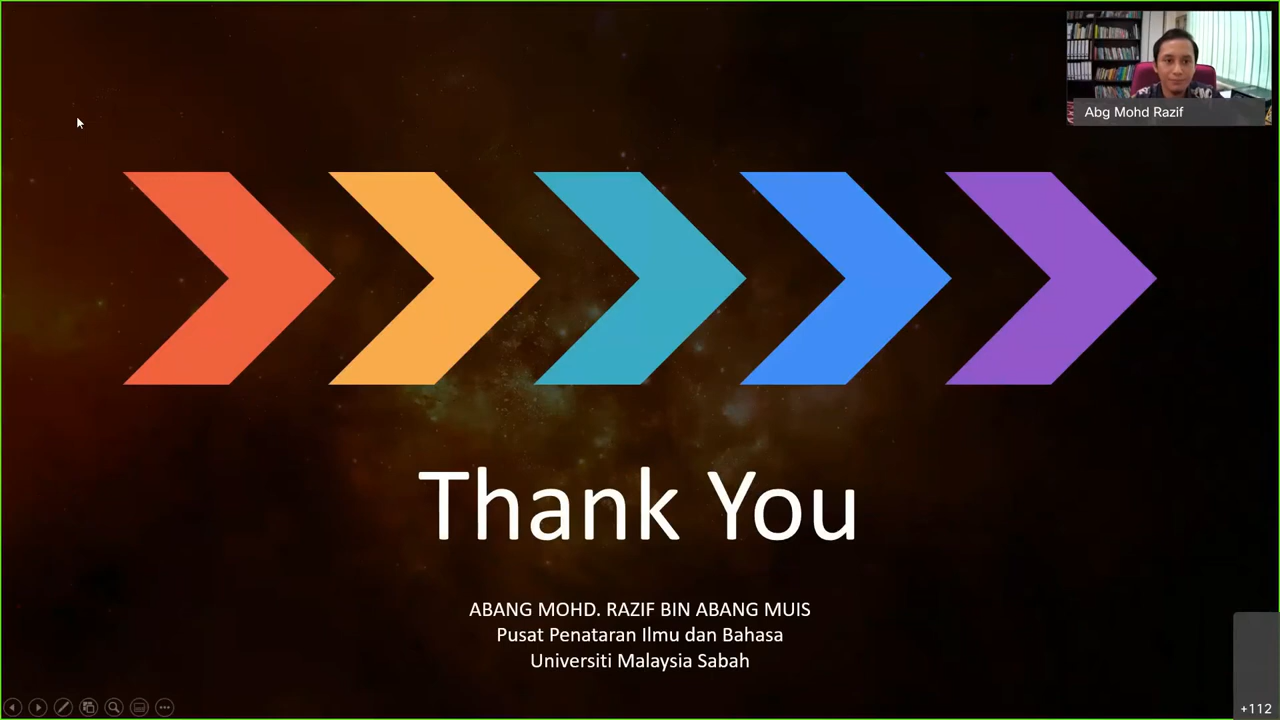 Abg Mohd Razif
Thank You
ABANG MOHD. RAZIF BIN ABANG MUIS
Pusat Penataran Ilmu dan Bahasa
Universiti Malaysia Sabah
+112